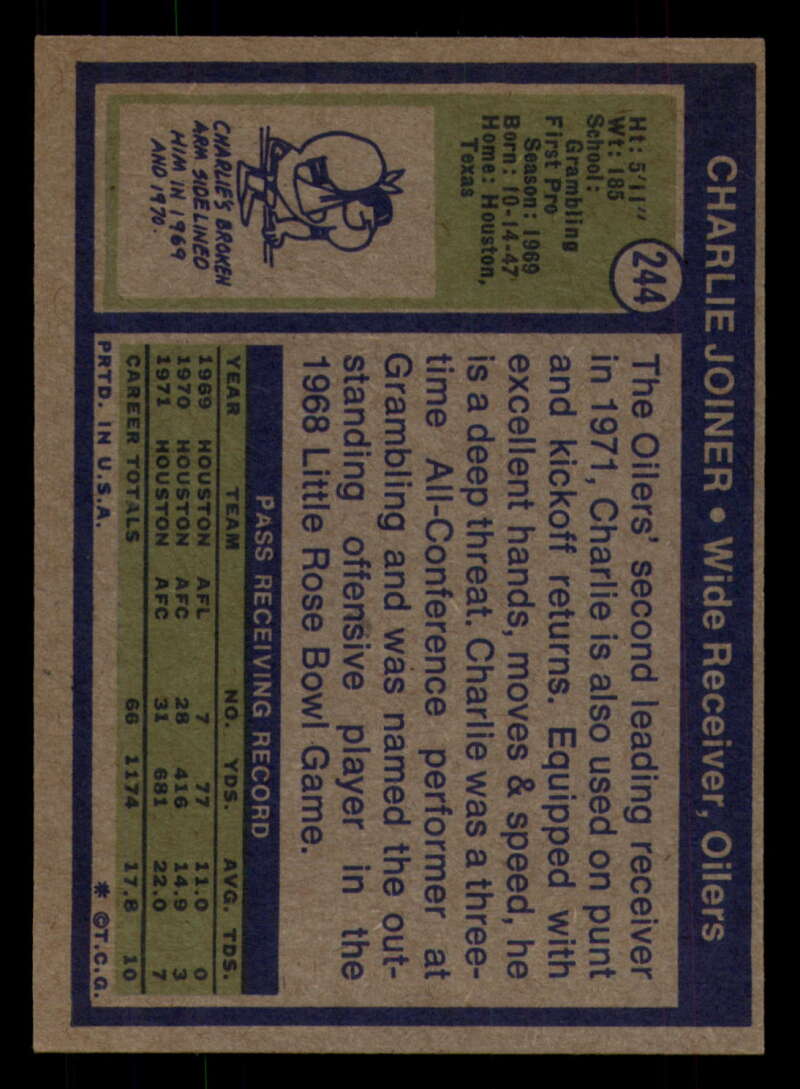 CHARLIE JOINER • Wide Receiver, Oilers
244
Ht: 5'11"
Wt: 185
School:
Grambling
First Pro
Season: 1969
Born: 10-14-47
Home: Houston,
Texas
CHARLIE'S BROKEN
ARM SIDELINED
HIM IN 1969
AND 1970.
The Oilers' second leading receiver
in 1971, Charlie is also used on punt
and kickoff returns. Equipped with
excellent hands, moves & speed, he
is a deep threat. Charlie was a three-
time All-Conference performer at
Grambling and was named the out-
standing offensive player in the
1968 Little Rose Bowl Game.
PASS RECEIVING RECORD
YEAR TEAM NO. YDS. AVG. TDS.
1969 HOUSTON AFL 7 77 11.0 0
1970 HOUSTON AFC 28 416 14.9 3
1971 HOUSTON AFC 31 681 22.0 7
CAREER TOTALS 66 1174 17.8 10
PRTD. IN U.S.A. * ©T.C.G.